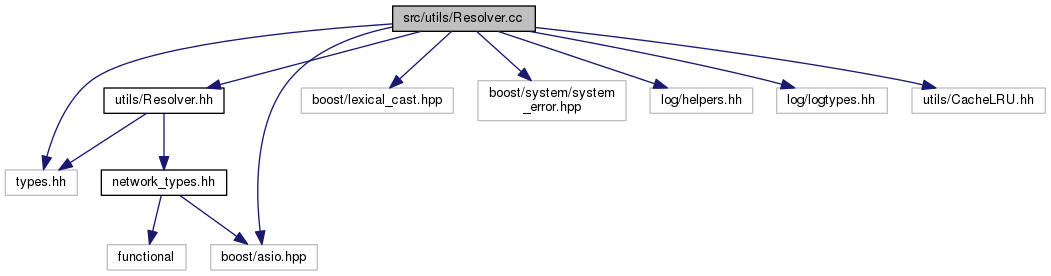 src/utils/Resolver.cc
utils/Resolver.hh
boost/lexical_cast.hpp
boost/system/system
_error.hpp
log/helpers.hh
log/logtypes.hh
utils/CacheLRU.hh
types.hh
network_types.hh
functional
boost/asio.hpp